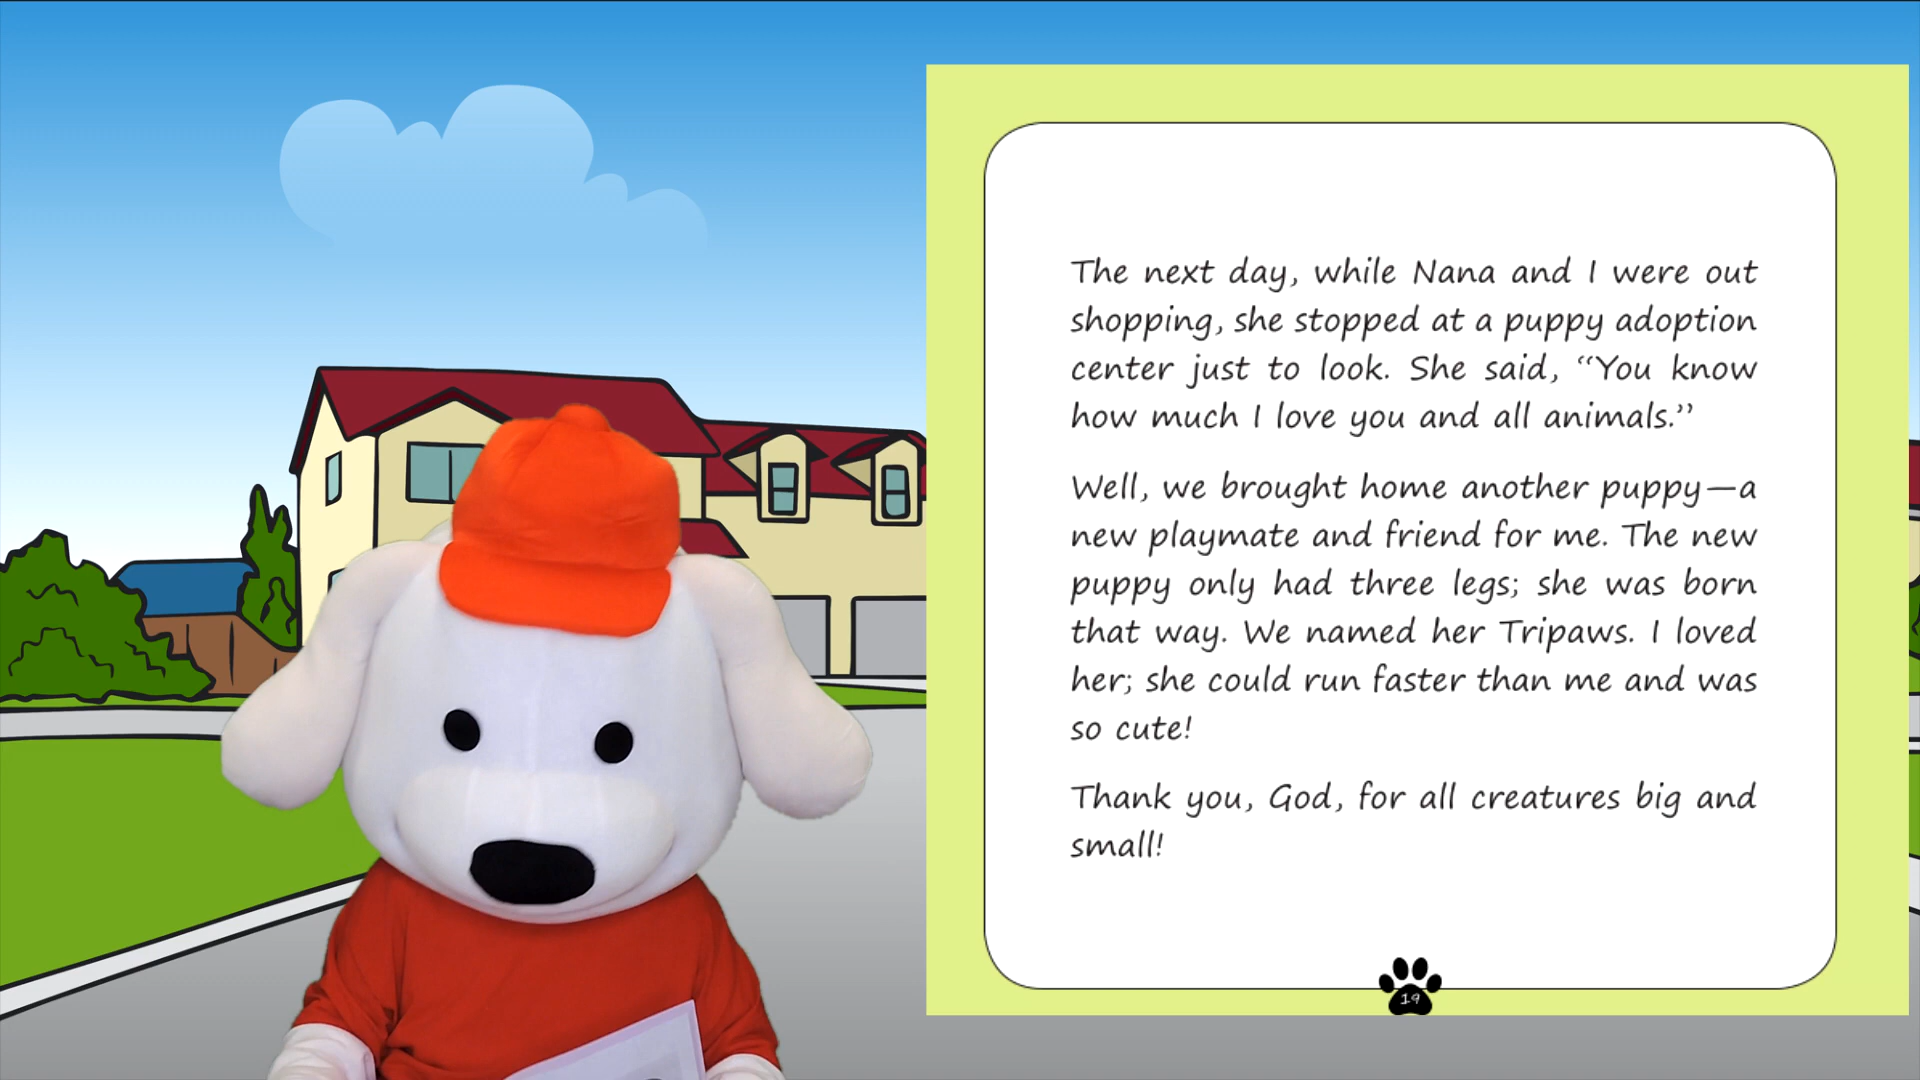 The next day, while Nana and I were out
shopping, she stopped at a puppy adoption
center just to look. She said, “You know
how much I love you and all animals.”
Well, we brought home another puppy—a
new playmate and friend for me. The new
puppy only had three legs; she was born
that way. We named her Tripaws. I loved
her; she could run faster than me and was
so cute!
Thank you, God, for all creatures big and
small!
19